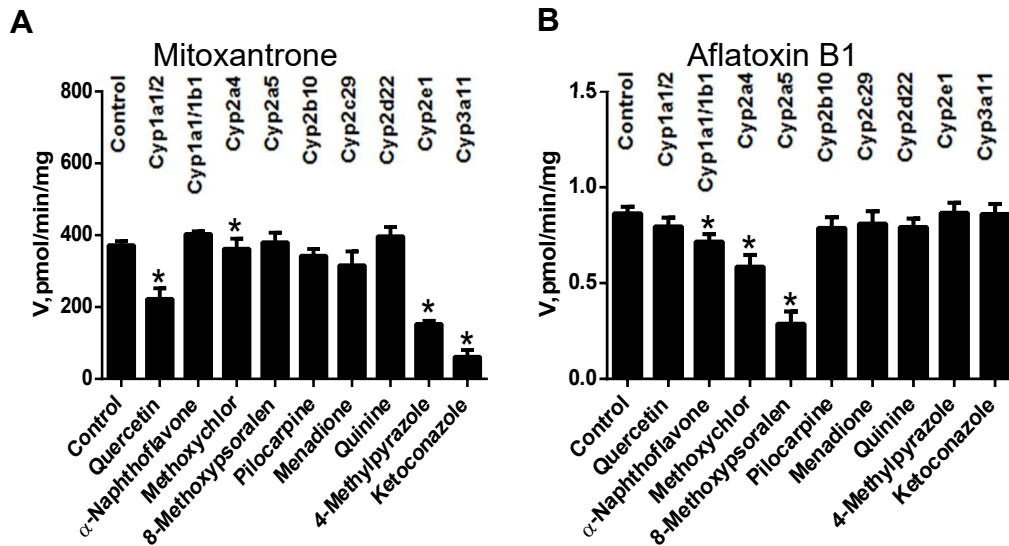 A
Mitoxantrone
V,pmol/min/mg
800
600
400
200
0
Control
Cyp1a1/2
Cyp1a1/1b1
Cyp2a4
Cyp2a5
Cyp2b10
Cyp2c29
Cyp2d22
Cyp2e1
Cyp3a11
*
*
*
*
Control
Quercetin
α-Naphthoflavone
Methoxychlor
8-Methoxypsoralen
Pilocarpine
Menadione
Quinine
4-Methylpyrazole
Ketoconazole
B
Aflatoxin B1
V,pmol/min/mg
1.5
1.0
0.5
0.0
Control
Cyp1a1/2
Cyp1a1/1b1
Cyp2a4
Cyp2a5
Cyp2b10
Cyp2c29
Cyp2d22
Cyp2e1
Cyp3a11
*
*
*
Control
Quercetin
α-Naphthoflavone
Methoxychlor
8-Methoxypsoralen
Pilocarpine
Menadione
Quinine
4-Methylpyrazole
Ketoconazole